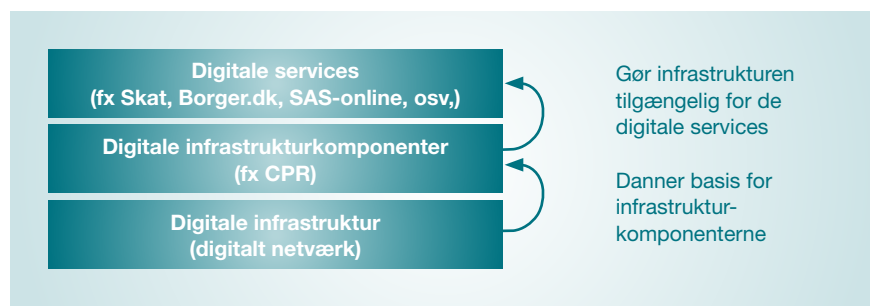 Digitale services
(fx Skat, Borger.dk, SAS-online, osv,)
Gør infrastrukturen
tilgængelig for de
digitale services
Digitale infrastrukturkomponenter
(fx CPR)
Danner basis for
infrastruktur-
komponenterne
Digitale infrastruktur
(digitalt netværk)